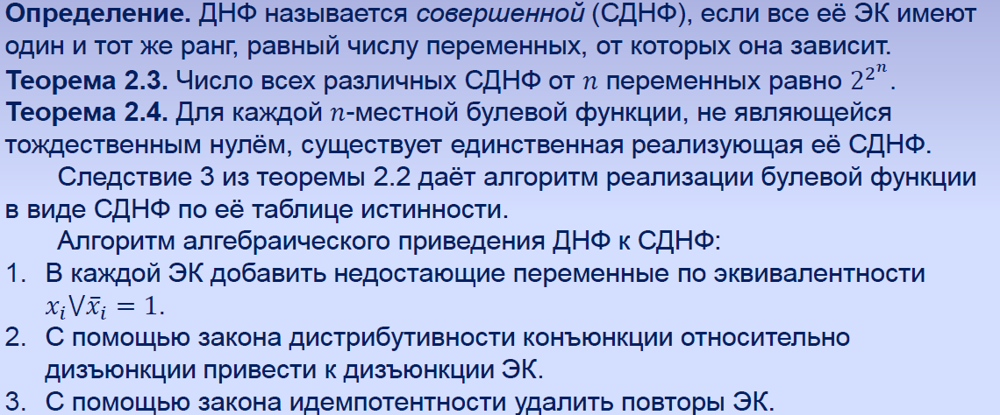 Определение. ДНФ называется совершенной (СДНФ), если все её ЭК имеют
один и тот же ранг, равный числу переменных, от которых она зависит.
Теорема 2.3. Число всех различных СДНФ от 𝑛 переменных равно 2^{2^𝑛}.
Теорема 2.4. Для каждой 𝑛-местной булевой функции, не являющейся
тождественным нулём, существует единственная реализующая её СДНФ.
Следствие 3 из теоремы 2.2 даёт алгоритм реализации булевой функции
в виде СДНФ по её таблице истинности.
Алгоритм алгебраического приведения ДНФ к СДНФ:
1. В каждой ЭК добавить недостающие переменные по эквивалентности
𝑥_𝑖⋁𝑥̅_𝑖 = 1.
2. С помощью закона дистрибутивности конъюнкции относительно
дизъюнкции привести к дизъюнкции ЭК.
3. С помощью закона идемпотентности удалить повторы ЭК.